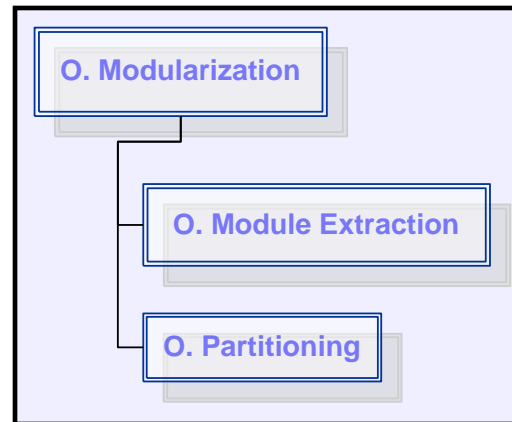 O. Modularization
O. Module Extraction
O. Partitioning